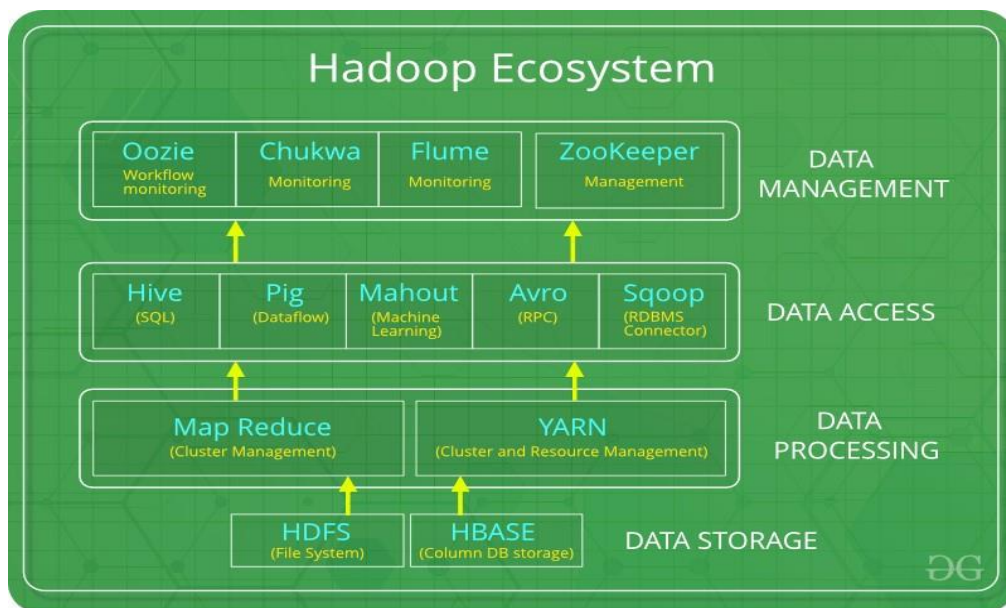 Hadoop Ecosystem
Oozie
Workflow
monitoring
Chukwa
Monitoring
Flume
Monitoring
ZooKeeper
Management
DATA
MANAGEMENT
Hive
(SQL)
Pig
(Dataflow)
Mahout
(Machine
Learning)
Avro
(RPC)
Sqoop
(RDBMS
Connector)
DATA ACCESS
Map Reduce
(Cluster Management)
YARN
(Cluster and Resource Management)
DATA
PROCESSING
HDFS
(File System)
HBASE
(Column DB storage)
DATA STORAGE